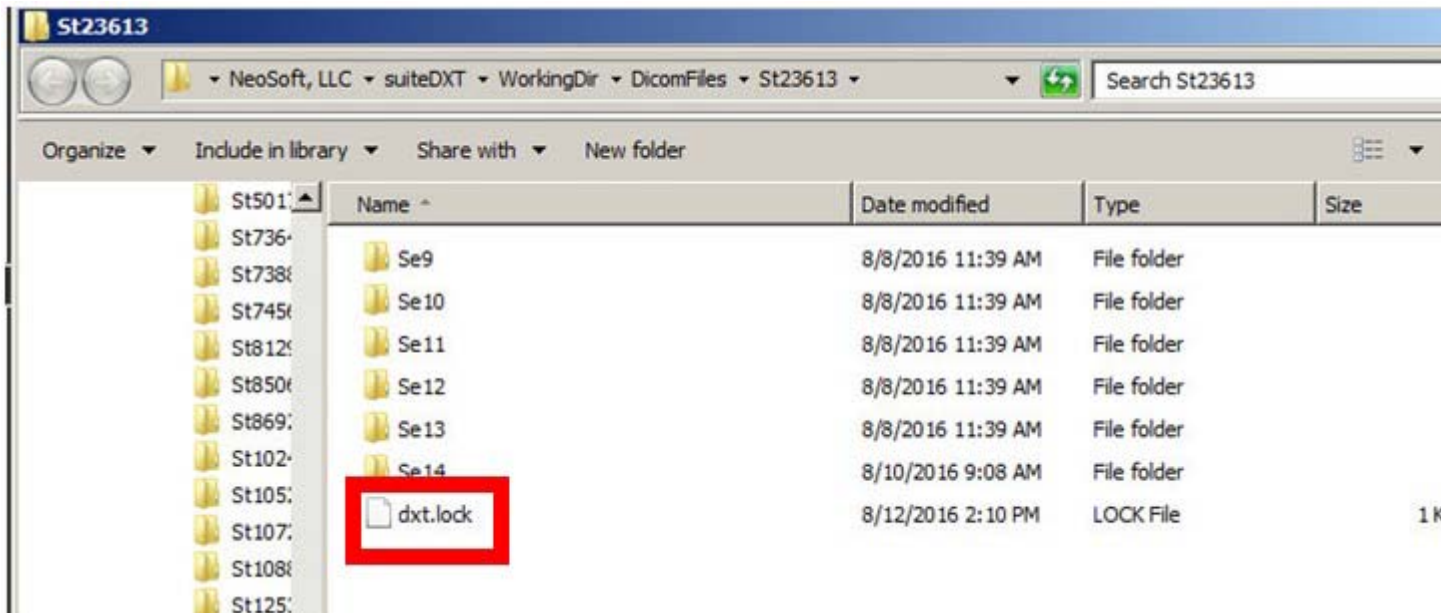 St23613
NeoSoft, LLC suiteDXT WorkingDir DicomFiles St23613
Search St23613
Organize Include in library Share with New folder
Name Date modified Type Size
Se9 8/8/2016 11:39 AM File folder
Se10 8/8/2016 11:39 AM File folder
Se11 8/8/2016 11:39 AM File folder
Se12 8/8/2016 11:39 AM File folder
Se13 8/8/2016 11:39 AM File folder
Se14 8/10/2016 9:08 AM File folder
dxt.lock 8/12/2016 2:10 PM LOCK File 1 K